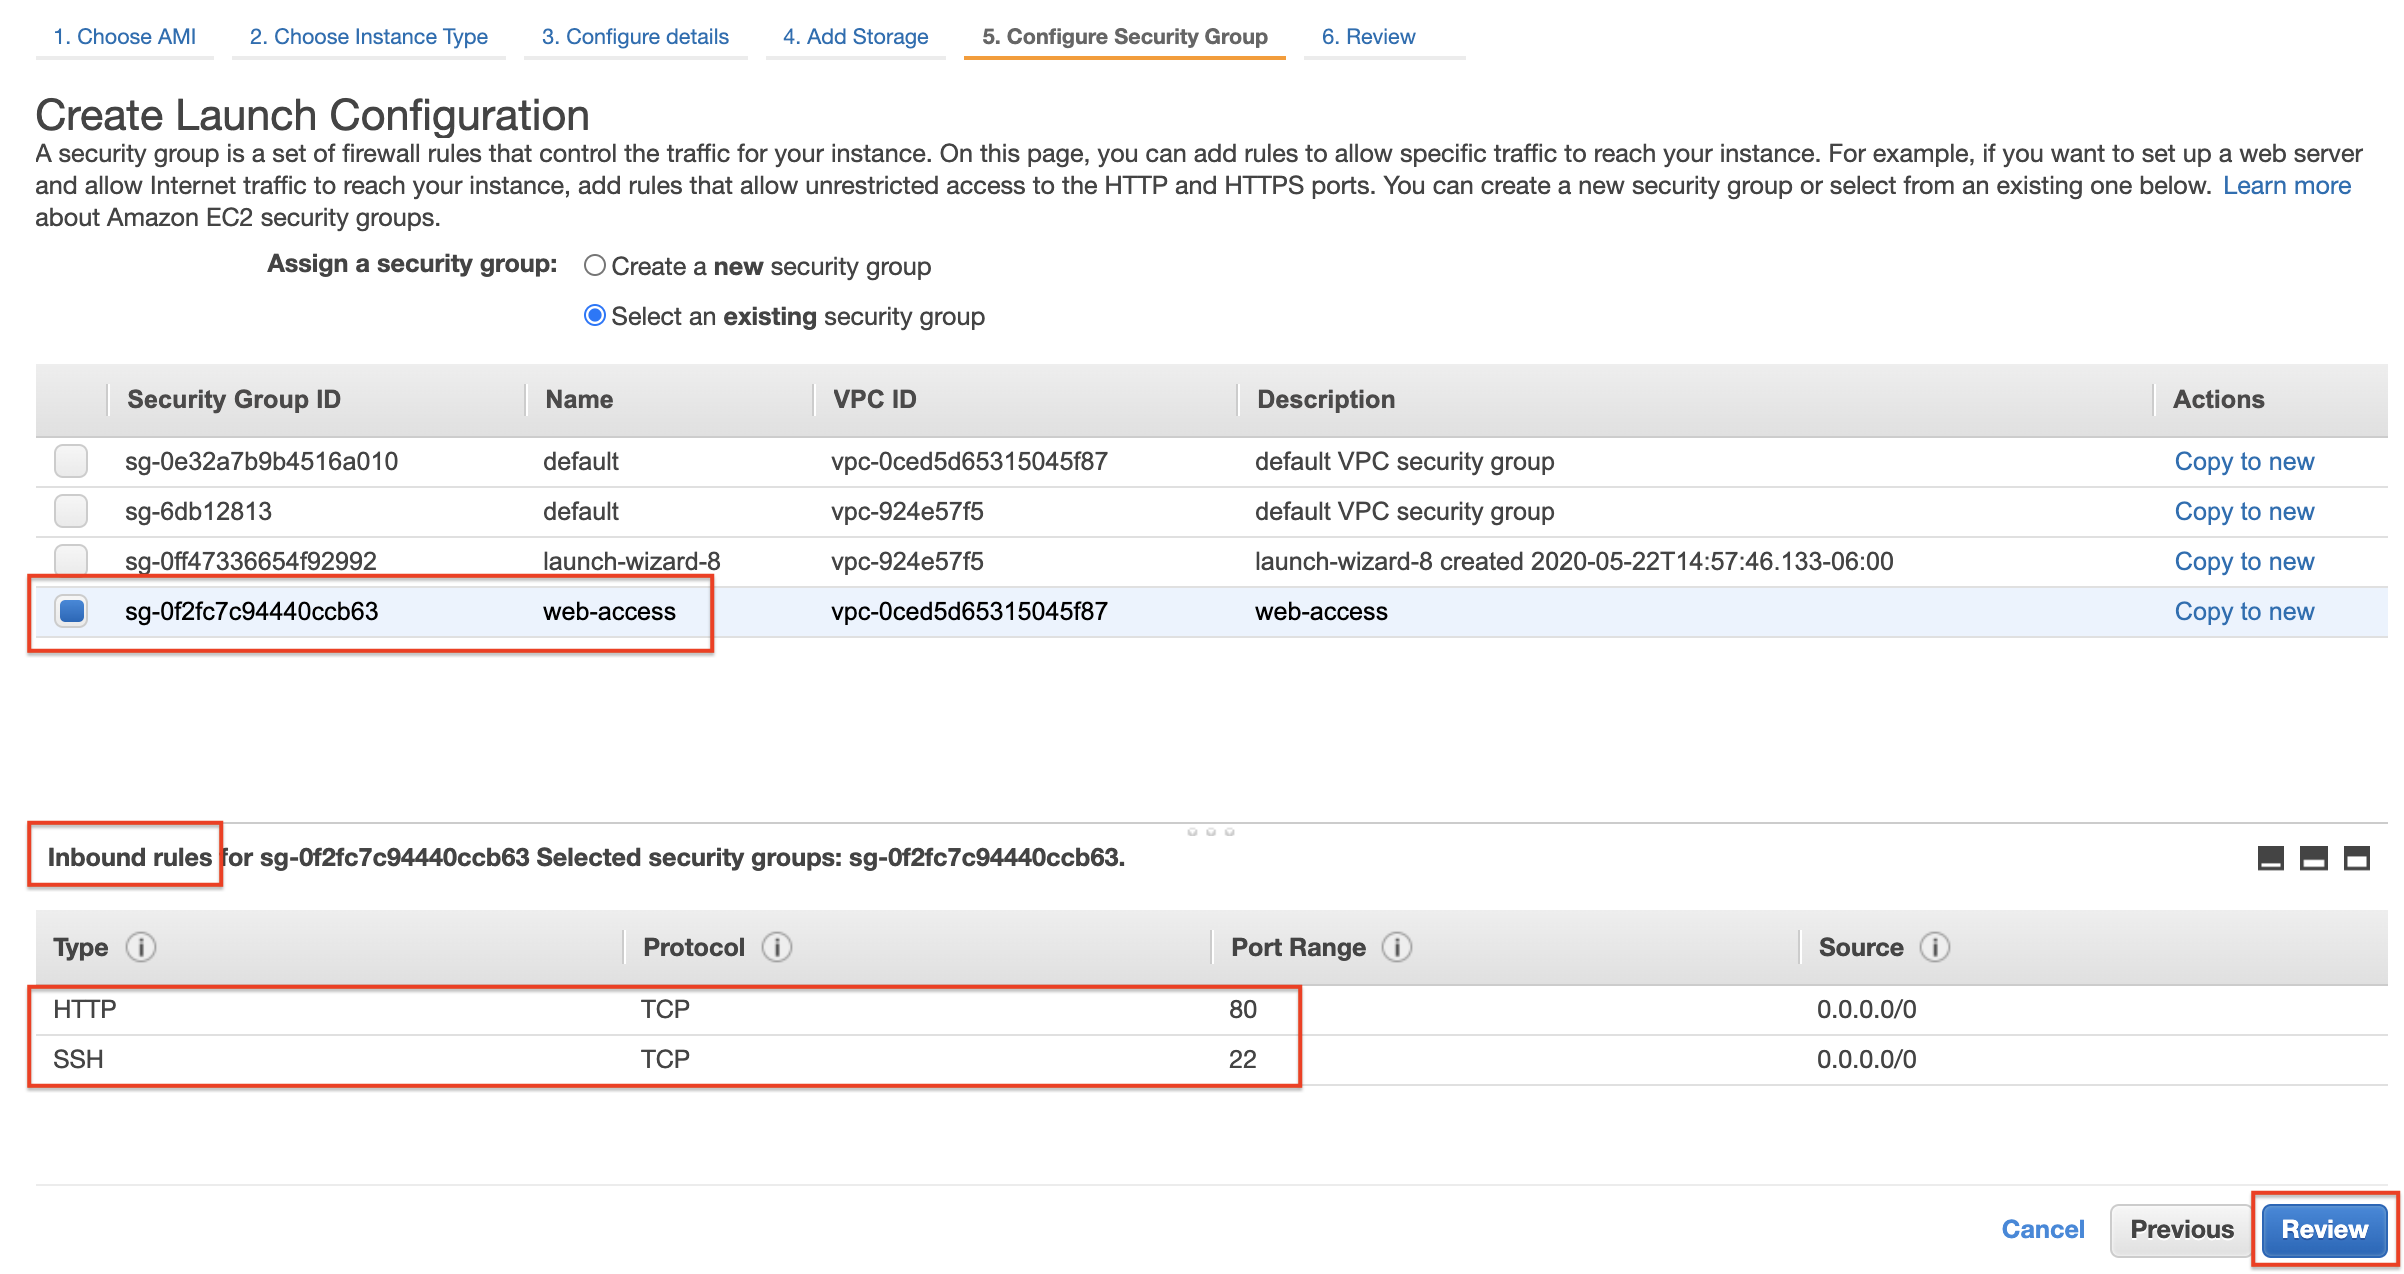 1. Choose AMI 2. Choose Instance Type 3. Configure details 4. Add Storage 5. Configure Security Group 6. Review
Create Launch Configuration
A security group is a set of firewall rules that control the traffic for your instance. On this page, you can add rules to allow specific traffic to reach your instance. For example, if you want to set up a web server
and allow Internet traffic to reach your instance, add rules that allow unrestricted access to the HTTP and HTTPS ports. You can create a new security group or select from an existing one below. Learn more
about Amazon EC2 security groups.
Assign a security group: Create a new security group
Select an existing security group
Security Group ID Name VPC ID Description Actions
sg-0e32a7b9b4516a010 default vpc-0ced5d65315045f87 default VPC security group Copy to new
sg-6db12813 default vpc-924e57f5 default VPC security group Copy to new
sg-0ff47336654f92992 launch-wizard-8 vpc-924e57f5 launch-wizard-8 created 2020-05-22T14:57:46.133-06:00 Copy to new
sg-0f2fc7c94440ccb63 web-access vpc-0ced5d65315045f87 web-access Copy to new
Inbound rules for sg-0f2fc7c94440ccb63 Selected security groups: sg-0f2fc7c94440ccb63.
Type i Protocol i Port Range i Source i
HTTP TCP 80 0.0.0.0/0
SSH TCP 22 0.0.0.0/0
Cancel Previous Review